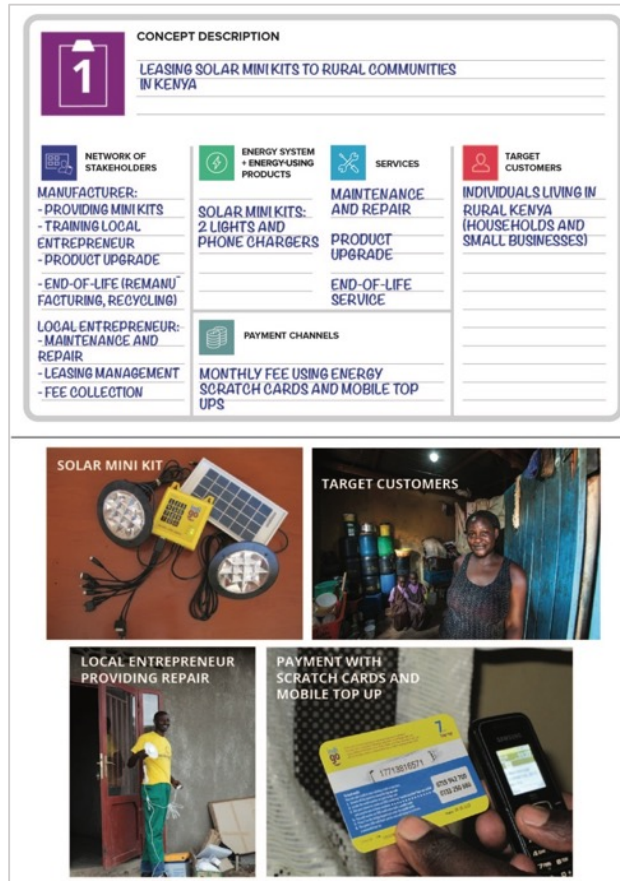 1
CONCEPT DESCRIPTION
LEASING SOLAR MINI KITS TO RURAL COMMUNITIES
IN KENYA
NETWORK OF
STAKEHOLDERS
MANUFACTURER:
- PROVIDING MINI KITS
- TRAINING LOCAL
ENTREPRENEUR
- PRODUCT UPGRADE
- END-OF-LIFE (REMANU-
FACTURING, RECYCLING)
LOCAL ENTREPRENEUR:
- MAINTENANCE AND
REPAIR
- LEASING MANAGEMENT
- FEE COLLECTION
ENERGY SYSTEM
+ ENERGY-USING
PRODUCTS
SOLAR MINI KITS:
2 LIGHTS AND
PHONE CHARGERS
SERVICES
MAINTENANCE
AND REPAIR
PRODUCT
UPGRADE
END-OF-LIFE
SERVICE
PAYMENT CHANNELS
MONTHLY FEE USING ENERGY
SCRATCH CARDS AND MOBILE TOP
UPS
TARGET
CUSTOMERS
INDIVIDUALS LIVING IN
RURAL KENYA
(HOUSEHOLDS AND
SMALL BUSINESSES)
SOLAR MINI KIT
TARGET CUSTOMERS
LOCAL ENTREPRENEUR
PROVIDING REPAIR
PAYMENT WITH
SCRATCH CARDS AND
MOBILE TOP UP
go
7
SAMSUNG